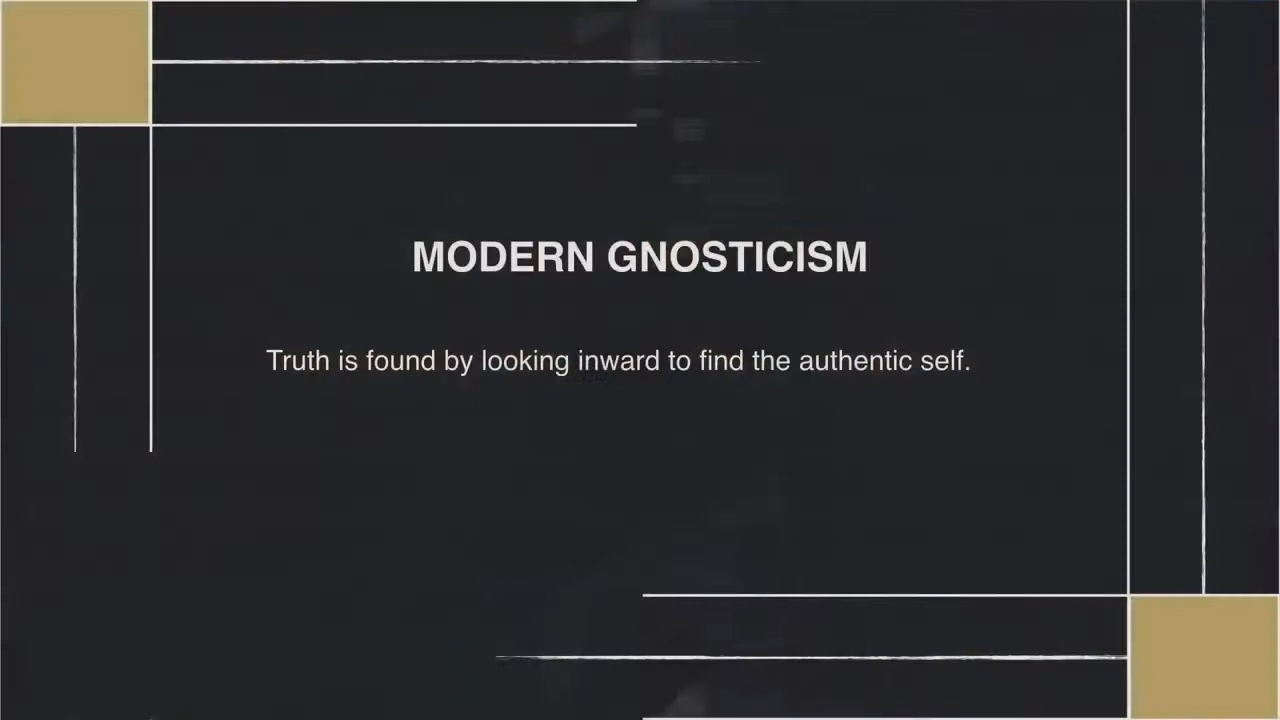 MODERN GNOSTICISM
Truth is found by looking inward to find the authentic self.